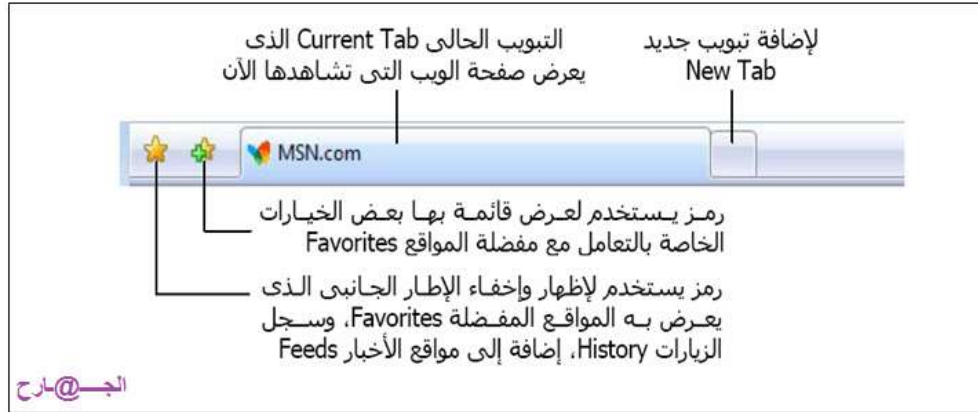 لإضافة تبويب جديد
New Tab
التبويب الحالى Current Tab الذى
يعرض صفحة الويب التى تشاهدها الآن
MSN.com
رمز يستخدم لعرض قائمة بها بعض الخيارات
الخاصة بالتعامل مع مفضلة المواقع Favorites
رمز يستخدم لإظهار وإخفاء الإطار الجانبى الذى
يعرض به المواقع المفضلة Favorites، وسجل
الزيارات History، إضافة إلى مواقع الأخبار Feeds
الجـــ@ـارح